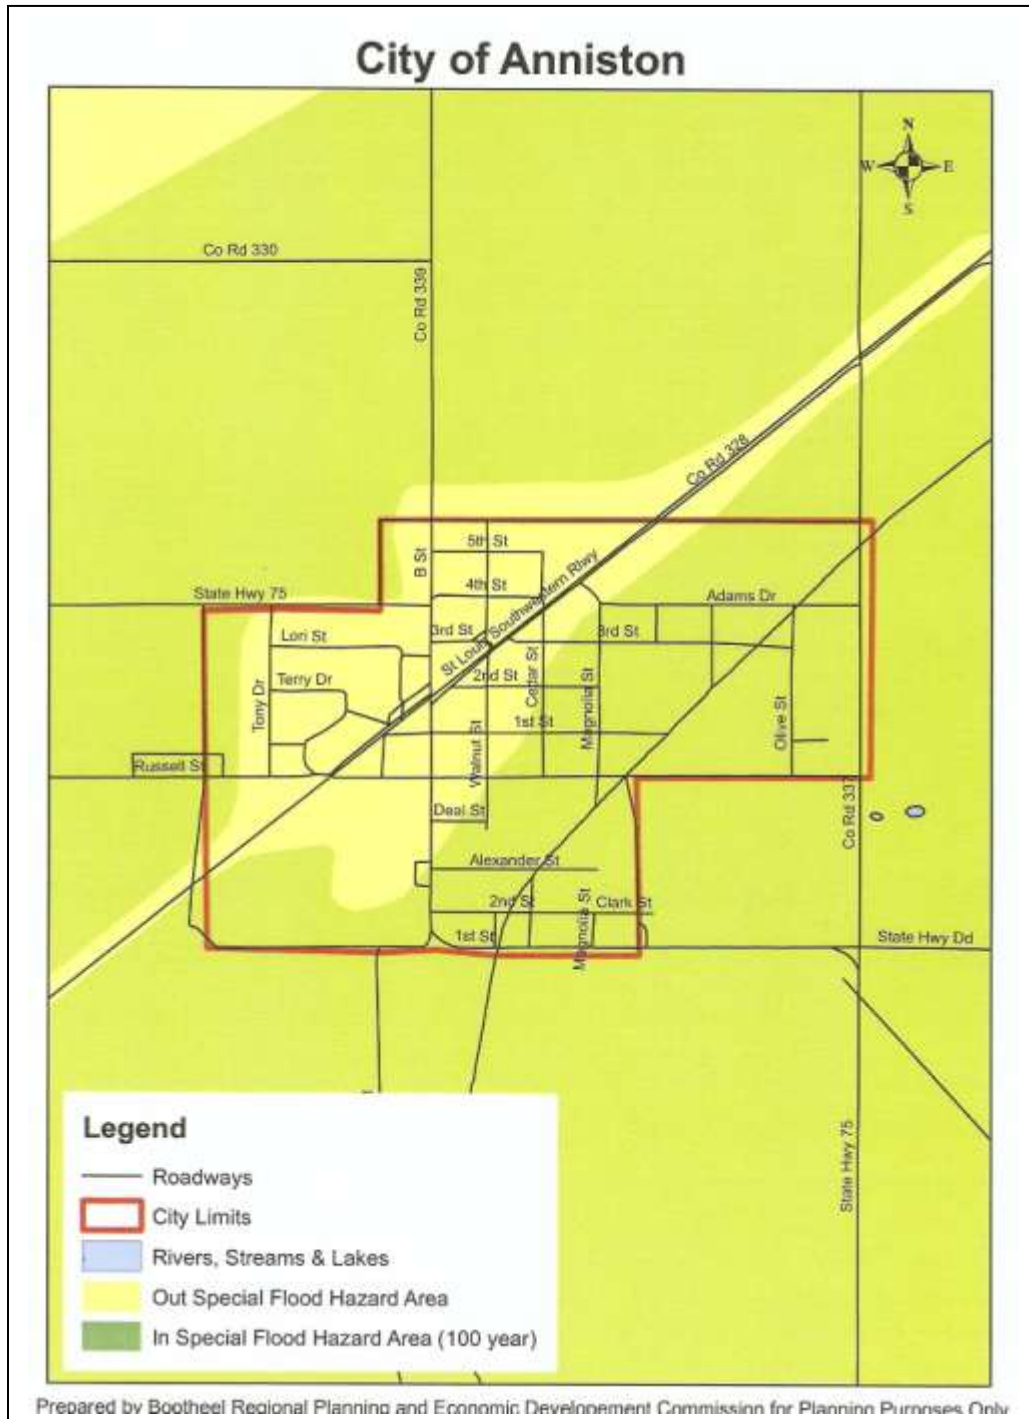 City of Anniston
N
W E
S
Co Rd 330
Co Rd 339
Co Rd 328
B St
5th St
State Hwy 75
4th St
St Louis Southwestern Rlwy
Adams Dr
Lori St
3rd St
3rd St
Terry Dr
2nd St
Cedar St
Magnolia St
Tony Dr
1st St
Olive St
Walnut St
Russell St
Deal St
Co Rd 337
Alexander St
2nd St
Clark St
Magnolia St
1st St
State Hwy Dd
State Hwy 75
Legend
Roadways
City Limits
Rivers, Streams & Lakes
Out Special Flood Hazard Area
In Special Flood Hazard Area (100 year)
Prepared by Bootheel Regional Planning and Economic Developement Commission for Planning Purposes Only